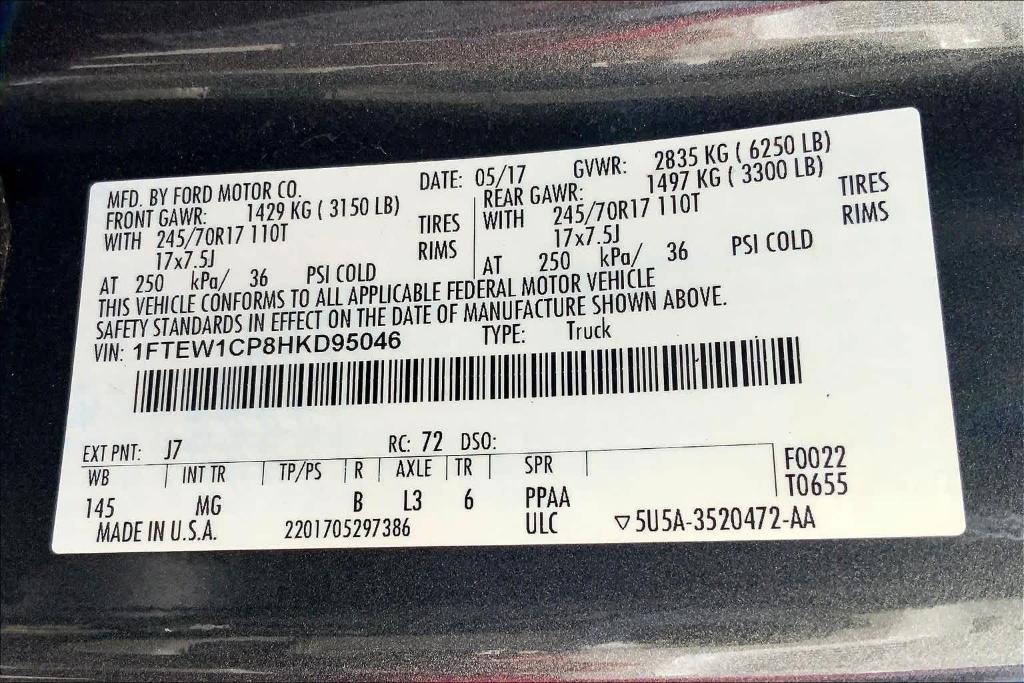 MFD. BY FORD MOTOR CO. DATE: 05/17 GVWR: 2835 KG ( 6250 LB)
FRONT GAWR: 1429 KG ( 3150 LB) REAR GAWR: 1497 KG ( 3300 LB)
WITH 245/70R17 110T TIRES WITH 245/70R17 110T TIRES
17x7.5J RIMS 17x7.5J RIMS
AT 250 kPa/ 36 PSI COLD AT 250 kPa/ 36 PSI COLD
THIS VEHICLE CONFORMS TO ALL APPLICABLE FEDERAL MOTOR VEHICLE
SAFETY STANDARDS IN EFFECT ON THE DATE OF MANUFACTURE SHOWN ABOVE.
VIN: 1FTEW1CP8HKD95046 TYPE: Truck
EXT PNT: J7 RC: 72 DSO:
WB INT TR TP/PS R AXLE TR SPR F0022
145 MG B L3 6 PPAA T0655
MADE IN U.S.A. 2201705297386 ULC ▽5U5A-3520472-AA